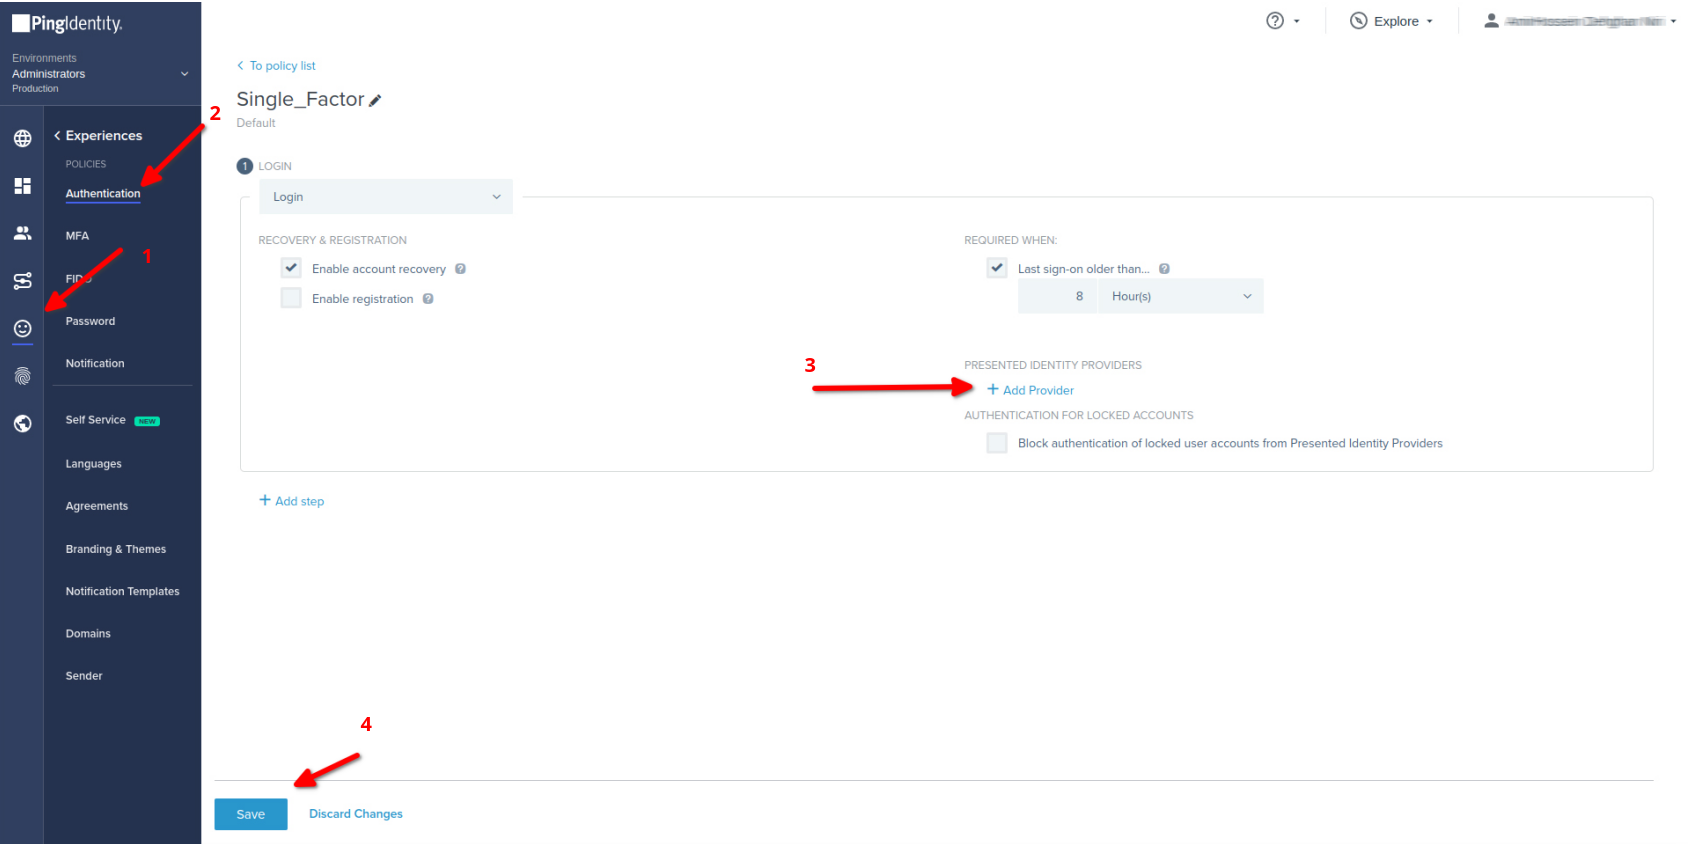 PingIdentity.
Environments
Administrators
Production
Explore
To policy list
Single_Factor
Default
2
Experiences
POLICIES
Authentication
MFA
1
Password
Notification
Self Service NEW
Languages
Agreements
Branding & Themes
Notification Templates
Domains
Sender
1 LOGIN
Login
RECOVERY & REGISTRATION
Enable account recovery
Enable registration
REQUIRED WHEN:
Last sign-on older than...
8 Hour(s)
3
PRESENTED IDENTITY PROVIDERS
+ Add Provider
AUTHENTICATION FOR LOCKED ACCOUNTS
Block authentication of locked user accounts from Presented Identity Providers
+ Add step
4
Save
Discard Changes